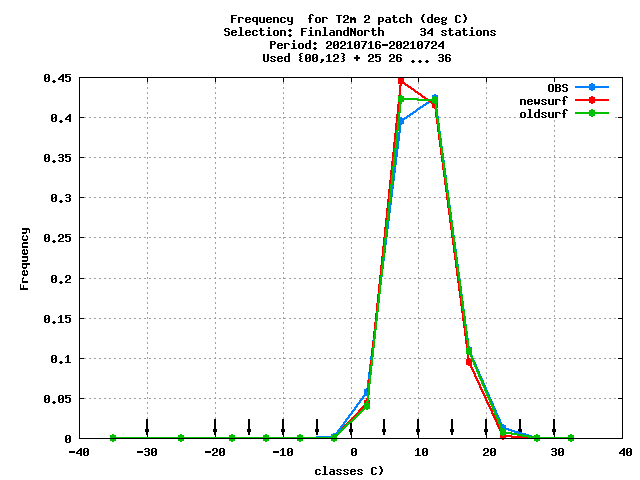 Frequency  for T2m 2 patch (deg C)
Selection: FinlandNorth     34 stations
Period: 20210716-20210724
Used {00,12} + 25 26 ... 36
OBS
newsurf
oldsurf
0.45
0.4
0.35
0.3
0.25
0.2
0.15
0.1
0.05
0
Frequency
-40 -30 -20 -10 0 10 20 30 40
classes C)